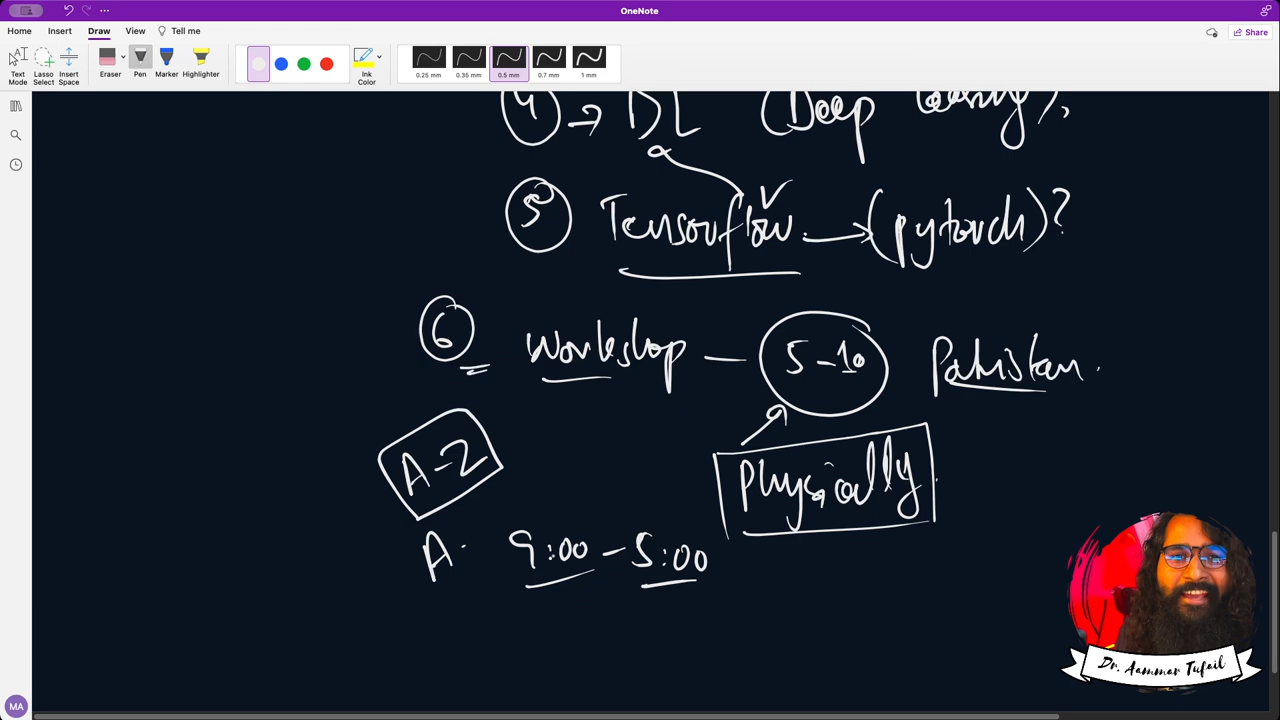 OneNote
Home Insert Draw View Tell me
Share
Text Mode
Lasso Select
Insert Space
Eraser
Pen
Marker
Highlighter
Ink Color
0.25 mm
0.35 mm
0.5 mm
0.7 mm
1 mm
4 → DL (Deep Learning),
5 Tensorflow → (pytorch)?
6 Workshop — 5-10 Pakistan.
A-Z
Physically
A. 9:00 - 5:00
Dr. Aammar Tufail
MA